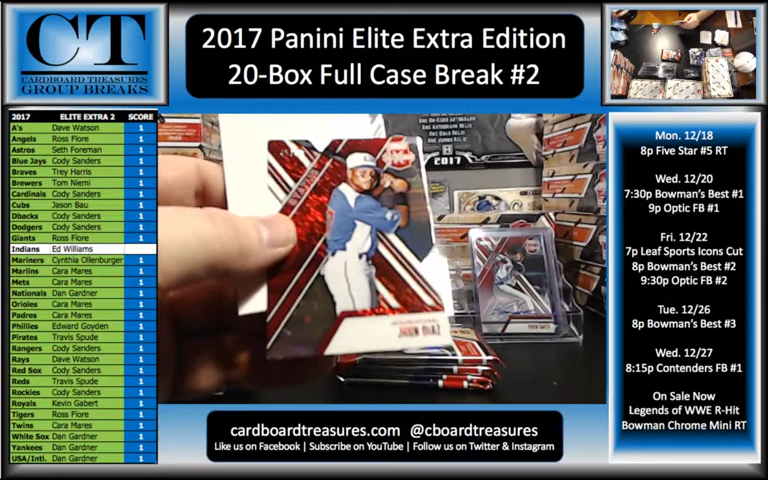 CT
CARDBOARD TREASURES
GROUP BREAKS
2017 Panini Elite Extra Edition
20-Box Full Case Break #2
2017 ELITE EXTRA 2 SCORE
A's Dave Watson 1
Angels Ross Flore 1
Astros Seth Foreman 1
Blue Jays Cody Sanders 1
Braves Trey Harris 1
Brewers Tom Niemi 1
Cardinals Cody Sanders 1
Cubs Jason Bau 1
Dbacks Cody Sanders 1
Dodgers Cody Sanders 1
Giants Ross Flore 1
Indians Ed Williams
Mariners Cynthia Ollenburger 1
Marlins Cara Mares 1
Mets Cara Mares 1
Nationals Dan Gardner 1
Orioles Cara Mares 1
Padres Cara Mares 1
Phillies Edward Goyden 1
Pirates Travis Spude 1
Rangers Cody Sanders 1
Rays Dave Watson 1
Red Sox Cody Sanders 1
Reds Travis Spude 1
Rockies Cody Sanders 1
Royals Kevin Gabert 1
Tigers Ross Flore 1
Twins Cara Mares 1
White Sox Dan Gardner 1
Yankees Dan Gardner 1
USA/Intl. Dan Gardner 1
2017
Mon. 12/18
8p Five Star #5 RT
Wed. 12/20
7:30p Bowman's Best #1
9p Optic FB #1
Fri. 12/22
7p Leaf Sports Icons Cut
8p Bowman's Best #2
9:30p Optic FB #2
Tue. 12/26
8p Bowman's Best #3
Wed. 12/27
8:15p Contenders FB #1
On Sale Now
Legends of WWE R-Hit
Bowman Chrome Mini RT
cardboardtreasures.com @cboardtreasures
Like us on Facebook | Subscribe on YouTube | Follow us on Twitter & Instagram